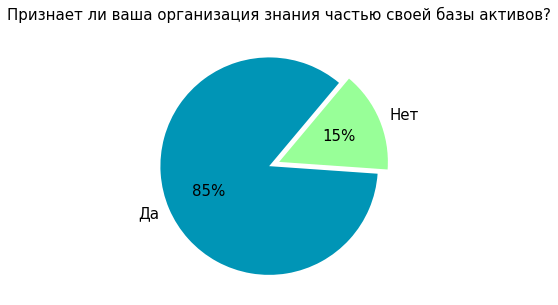 Признает ли ваша организация знания частью своей базы активов?
Нет
15%
85%
Да